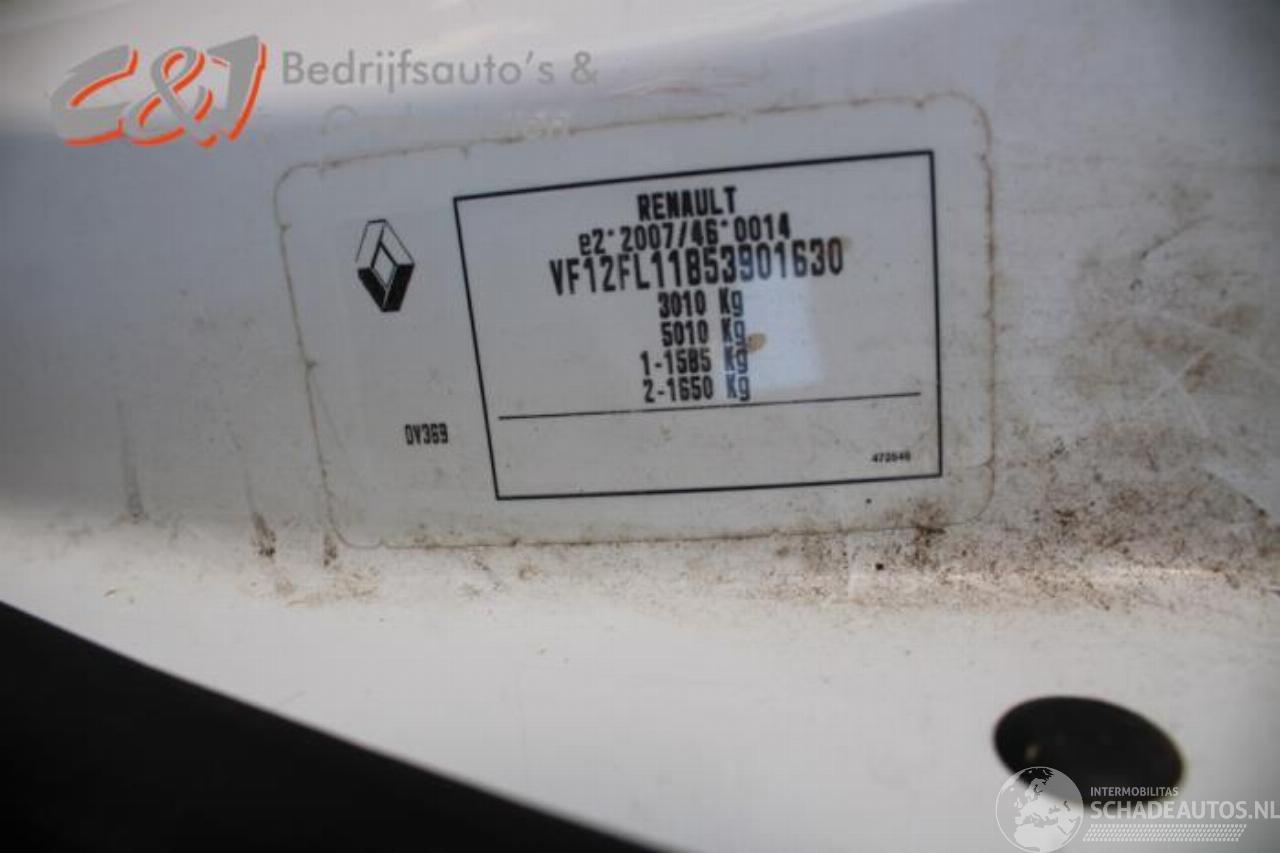 C&J Bedrijfsauto's &
RENAULT
e2*2007/46*0014
VF12FL11853901630
3010 Kg
5010 Kg
1-1585 Kg
2-1650 Kg
0V369
472846
INTERMOBILITAS
SCHADEAUTOS.NL